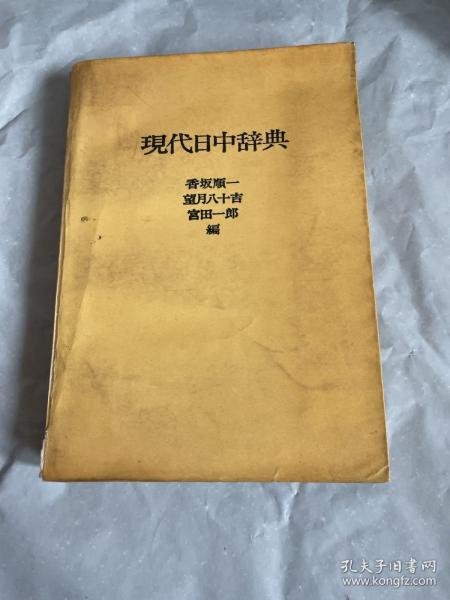 現代日中辞典
香坂順一
望月八十吉
宮田一郎
編
孔夫子旧书网
www.kongfz.com